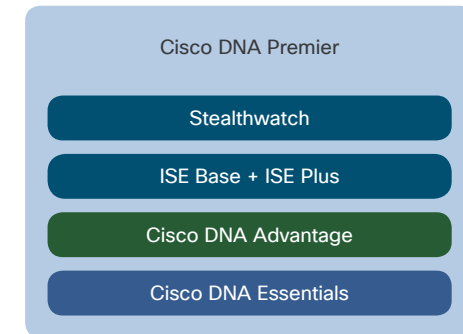 Cisco DNA Premier
Stealthwatch
ISE Base + ISE Plus
Cisco DNA Advantage
Cisco DNA Essentials